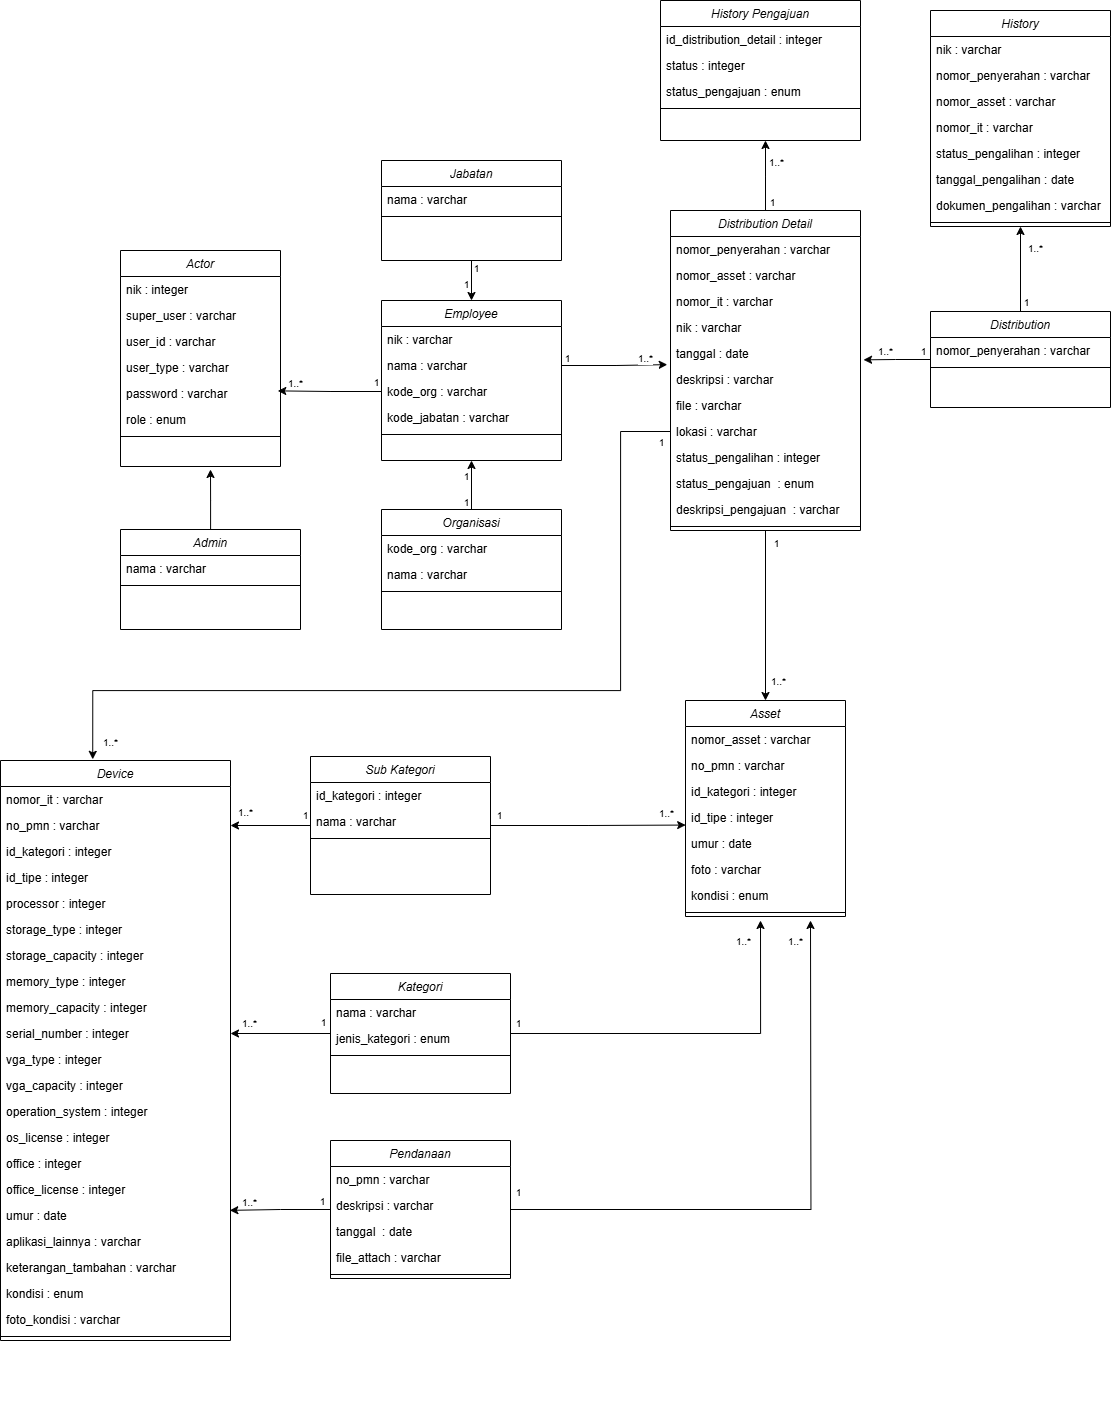 History Pengajuan
id_distribution_detail : integer
status : integer
status_pengajuan : enum
1..*
1
History
nik : varchar
nomor_penyerahan : varchar
nomor_asset : varchar
nomor_it : varchar
status_pengalihan : integer
tanggal_pengalihan : date
dokumen_pengalihan : varchar
1..*
1
Jabatan
nama : varchar
1
1
Distribution Detail
nomor_penyerahan : varchar
nomor_asset : varchar
nomor_it : varchar
nik : varchar
tanggal : date
deskripsi : varchar
file : varchar
lokasi : varchar
status_pengalihan : integer
status_pengajuan  : enum
deskripsi_pengajuan  : varchar
Distribution
nomor_penyerahan : varchar
1..*
1
Actor
nik : integer
super_user : varchar
user_id : varchar
user_type : varchar
password : varchar
role : enum
Employee
nik : varchar
nama : varchar
kode_org : varchar
kode_jabatan : varchar
1
1..*
1..*
1
1
1
1
Organisasi
kode_org : varchar
nama : varchar
Admin
nama : varchar
1
1..*
1..*
Asset
nomor_asset : varchar
no_pmn : varchar
id_kategori : integer
id_tipe : integer
umur : date
foto : varchar
kondisi : enum
Device
nomor_it : varchar
no_pmn : varchar
id_kategori : integer
id_tipe : integer
processor : integer
storage_type : integer
storage_capacity : integer
memory_type : integer
memory_capacity : integer
serial_number : integer
vga_type : integer
vga_capacity : integer
operation_system : integer
os_license : integer
office : integer
office_license : integer
umur : date
aplikasi_lainnya : varchar
keterangan_tambahan : varchar
kondisi : enum
foto_kondisi : varchar
Sub Kategori
id_kategori : integer
nama : varchar
1..*
1
1
1..*
Kategori
nama : varchar
jenis_kategori : enum
1..*
1
1
1..*
1..*
Pendanaan
no_pmn : varchar
deskripsi : varchar
tanggal  : date
file_attach : varchar
1..*
1
1